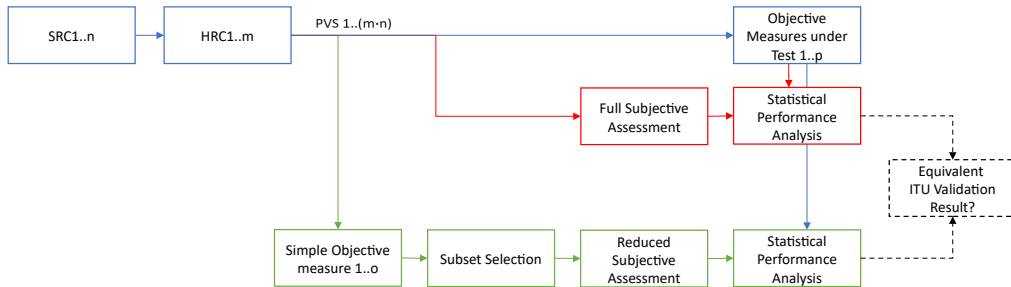 SRC1..n
HRC1..m
PVS 1..(m·n)
Objective
Measures under
Test 1..p
Full Subjective
Assessment
Statistical
Performance
Analysis
Equivalent
ITU Validation
Result?
Simple Objective
measure 1..o
Subset Selection
Reduced
Subjective
Assessment
Statistical
Performance
Analysis